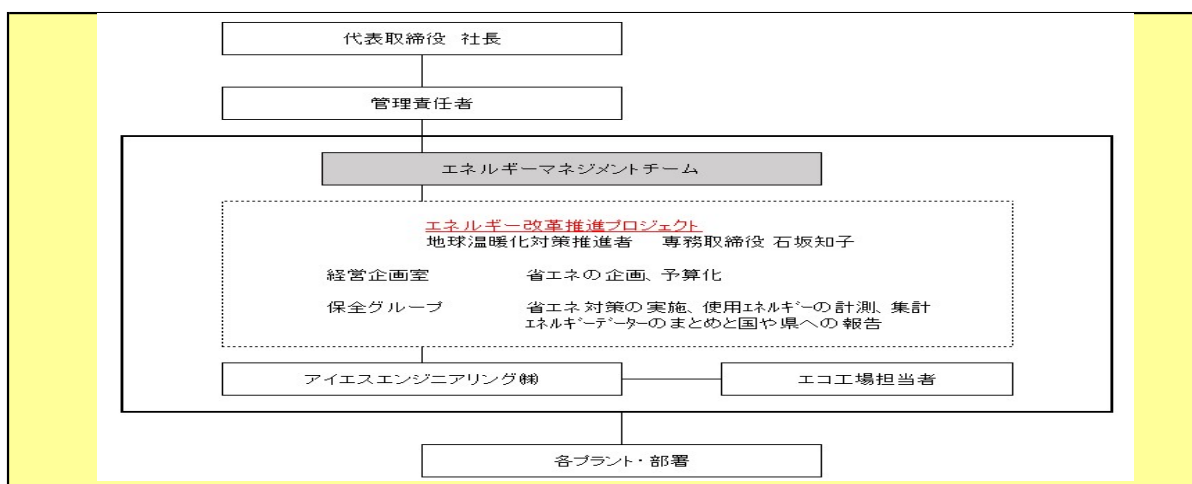 代表取締役 社長
管理責任者
エネルギーマネジメントチーム
エネルギー改革推進プロジェクト
地球温暖化対策推進者 専務取締役 石坂知子
経営企画室 省エネの企画、予算化
保全グループ 省エネ対策の実施、使用ｴﾈﾙｷﾞｰの計測、集計
ｴﾈﾙｷﾞｰﾃﾞｰﾀｰのまとめと国や県への報告
アイエスエンジニアリング㈱ エコ工場担当者
各プラント・部署